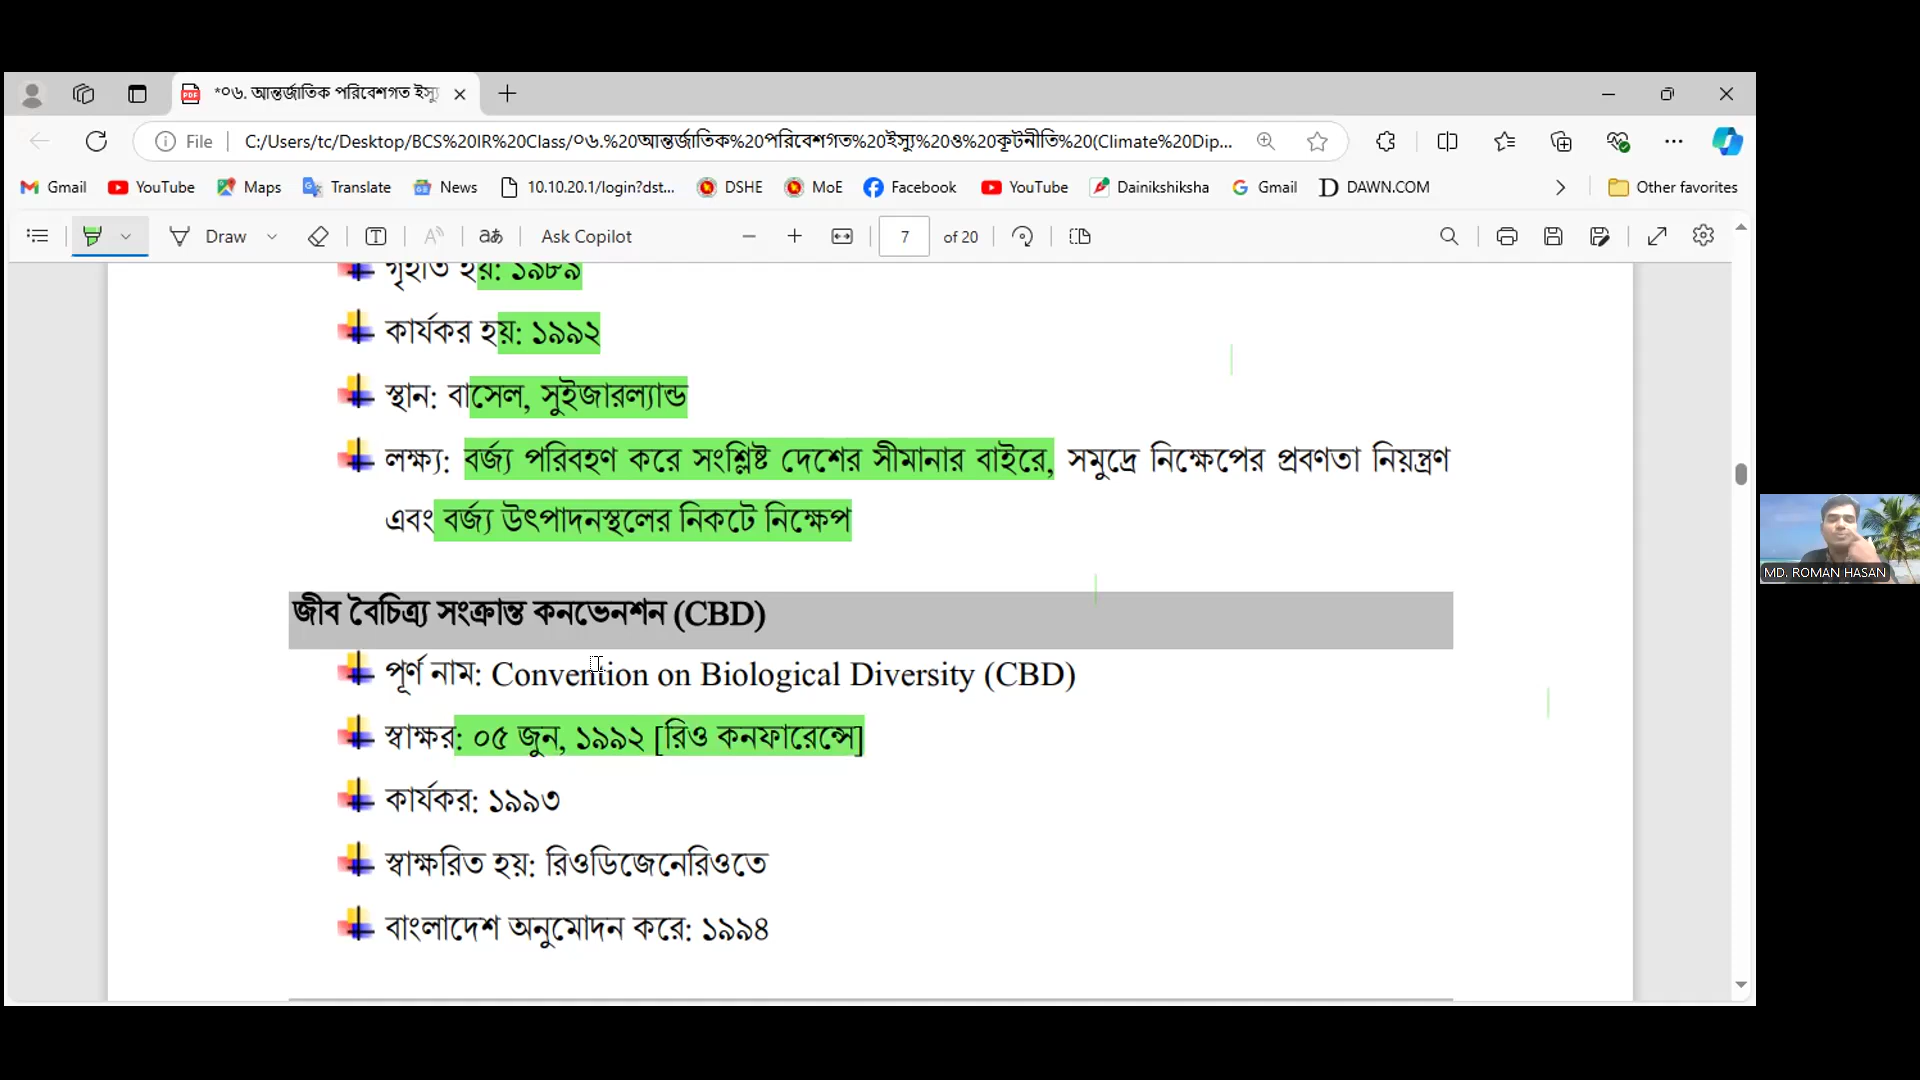 *০৬. আন্তর্জাতিক পরিবেশগত ইস্যু
File C:/Users/tc/Desktop/BCS%20IR%20Class/০৬.%20আন্তর্জাতিক%20পরিবেশগত%20ইস্যু%20ও%20কূটনীতি%20(Climate%20Dip...
Gmail YouTube Maps Translate News 10.10.20.1/login?dst... DSHE MoE Facebook YouTube Dainikshiksha Gmail DAWN.COM Other favorites
Draw Ask Copilot 7 of 20
গৃহীত হয়: ১৯৮৯
কার্যকর হয়: ১৯৯২
স্থান: বাসেল, সুইজারল্যান্ড
লক্ষ্য: বর্জ্য পরিবহণ করে সংশ্লিষ্ট দেশের সীমানার বাইরে, সমুদ্রে নিক্ষেপের প্রবণতা নিয়ন্ত্রণ
এবং বর্জ্য উৎপাদনস্থলের নিকটে নিক্ষেপ
MD. ROMAN HASAN
জীব বৈচিত্র্য সংক্রান্ত কনভেনশন (CBD)
পূর্ণ নাম: Convention on Biological Diversity (CBD)
স্বাক্ষর: ০৫ জুন, ১৯৯২ [রিও কনফারেন্সে]
কার্যকর: ১৯৯৩
স্বাক্ষরিত হয়: রিওডিজেনেরিওতে
বাংলাদেশ অনুমোদন করে: ১৯৯৪